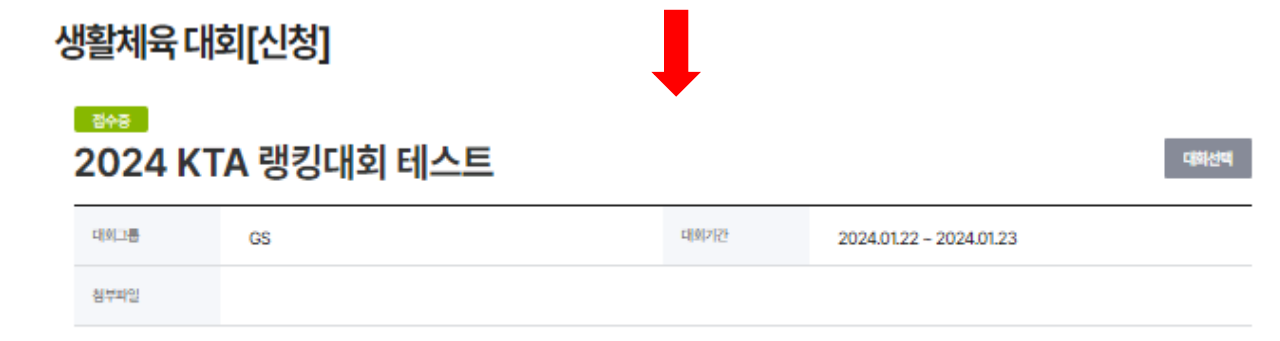 생활체육 대회[신청]
접수중
2024 KTA 랭킹대회 테스트
대회선택
대회그룹 GS 대회기간 2024.01.22 ~ 2024.01.23
첨부파일